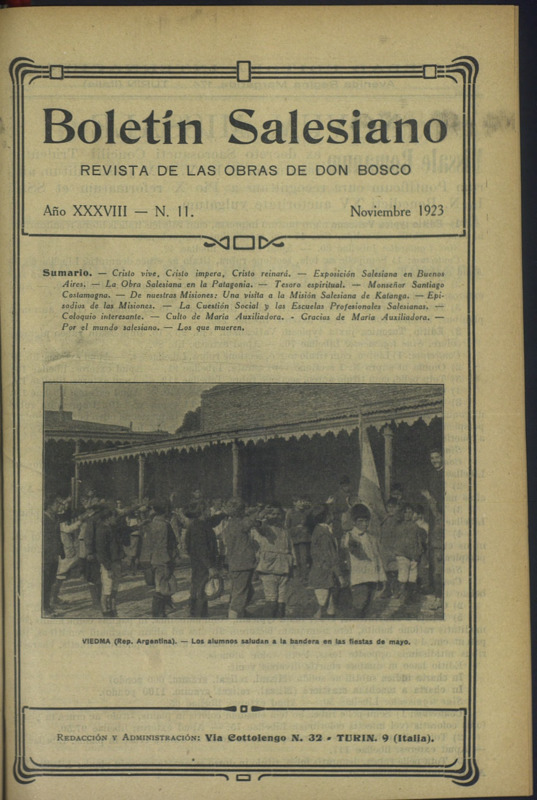 Boletín Salesiano
REVISTA DE LAS OBRAS DE DON BOSCO
Año XXXVIII — N. 11. Noviembre 1923
Sumario. — Cristo vive, Cristo impera, Cristo reinará. — Exposición Salesiana en Buenos
Aires. — La Obra Salesiana en la Patagonia. — Tesoro espiritual. — Monseñor Santiago
Costamagna. — De nuestras Misiones: Una visita a la Misión Salesiana de Katanga. — Epi-
sodios de las Misiones. — La Cuestión Social y las Escuelas Profesionales Salesianas. —
Coloquio interesante. — Culto de María Auxiliadora. - Gracias de María Auxiliadora. —
Por el mundo salesiano. — Los que mueren.
VIEDMA (Rep. Argentina). — Los alumnos saludan a la bandera en las fiestas de mayo.
REDACCIÓN Y ADMINISTRACIÓN: Via Cottolengo N. 32 - TURIN. 9 (Italia).